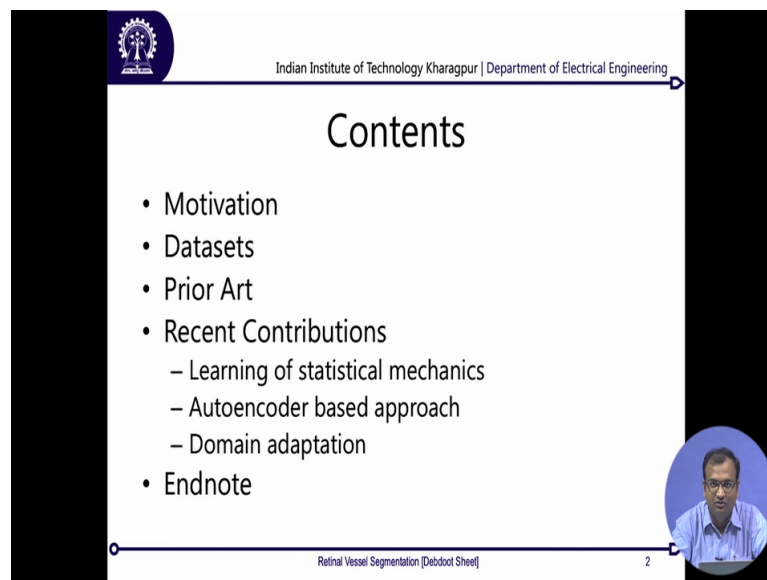 Indian Institute of Technology Kharagpur | Department of Electrical Engineering
Contents
• Motivation
• Datasets
• Prior Art
• Recent Contributions
– Learning of statistical mechanics
– Autoencoder based approach
– Domain adaptation
• Endnote
Retinal Vessel Segmentation [Debdoot Sheet]
2